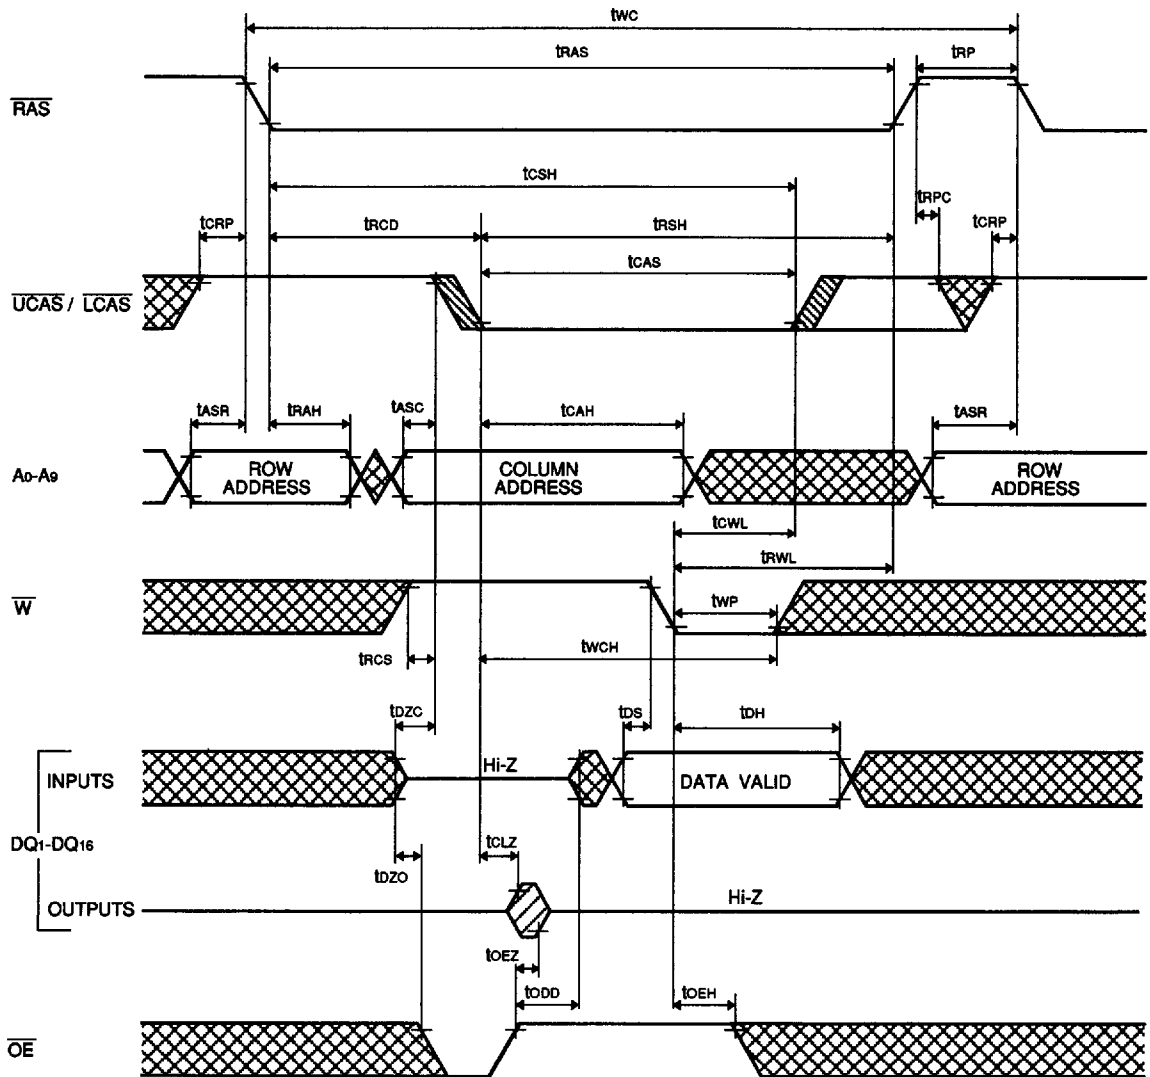 tWC
tRAS
tRP
RAS
tCSH
tRPC
tCRP
tRCD
tRSH
tCRP
tCAS
UCAS / LCAS
tASR
tRAH
tASC
tCAH
tASR
A0-A9
ROW ADDRESS
COLUMN ADDRESS
ROW ADDRESS
tCWL
tRWL
W
tWP
tRCS
tWCH
tDZC
tDS
tDH
INPUTS
Hi-Z
DATA VALID
DQ1-DQ16
tCLZ
tDZO
OUTPUTS
Hi-Z
tOEZ
tODD
tOEH
OE